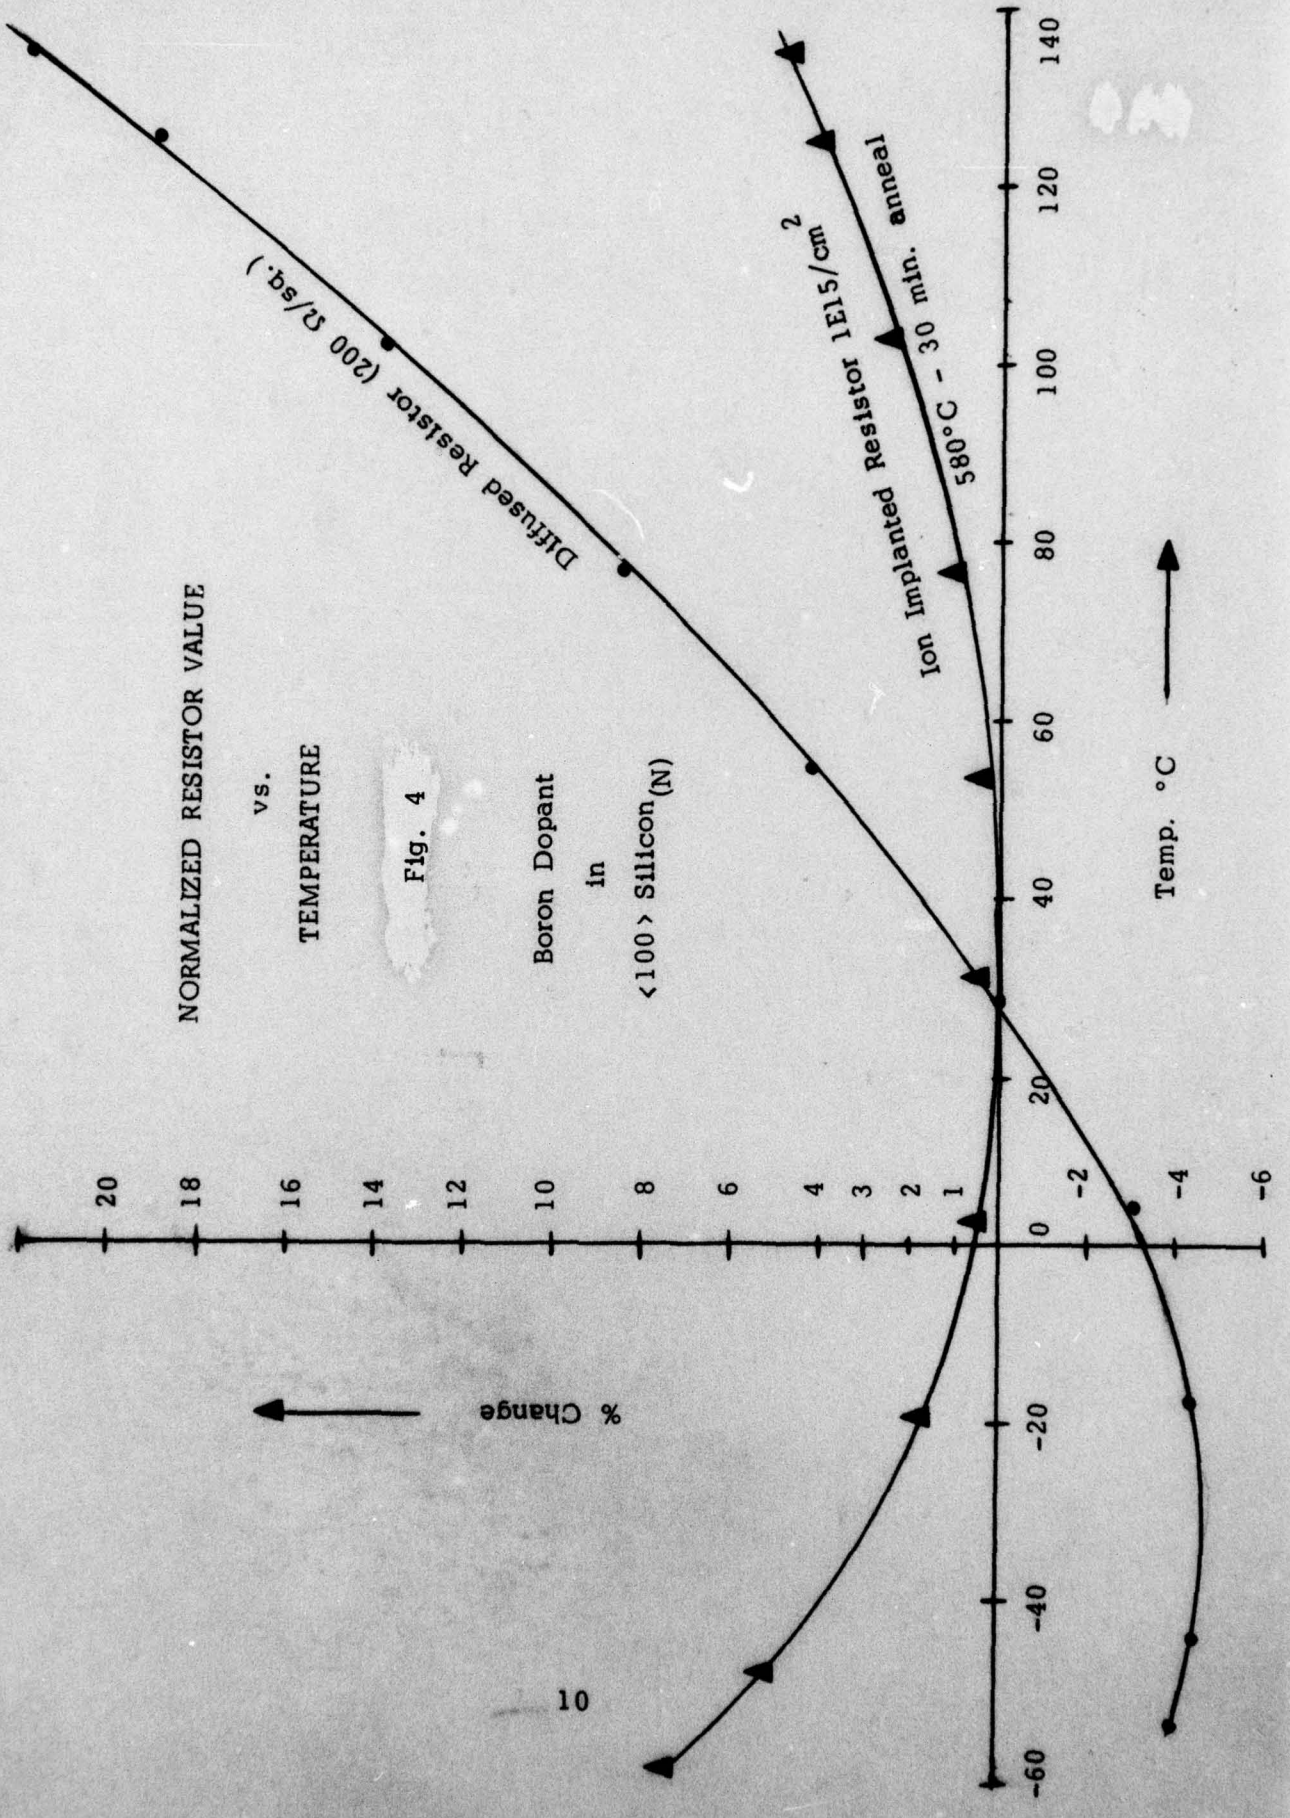 NORMALIZED RESISTOR VALUE
vs.
TEMPERATURE
Fig. 4
Boron Dopant
in
<100> Silicon(N)
Diffused Resistor (200 Ω/sq.)
Ion Implanted Resistor 1E15/cm2
580°C - 30 min. anneal
% Change
20
18
16
14
12
10
8
6
4
3
2
1
0
-2
-4
-6
-60
-40
-20
20
40
60
80
100
120
140
Temp. °C
10